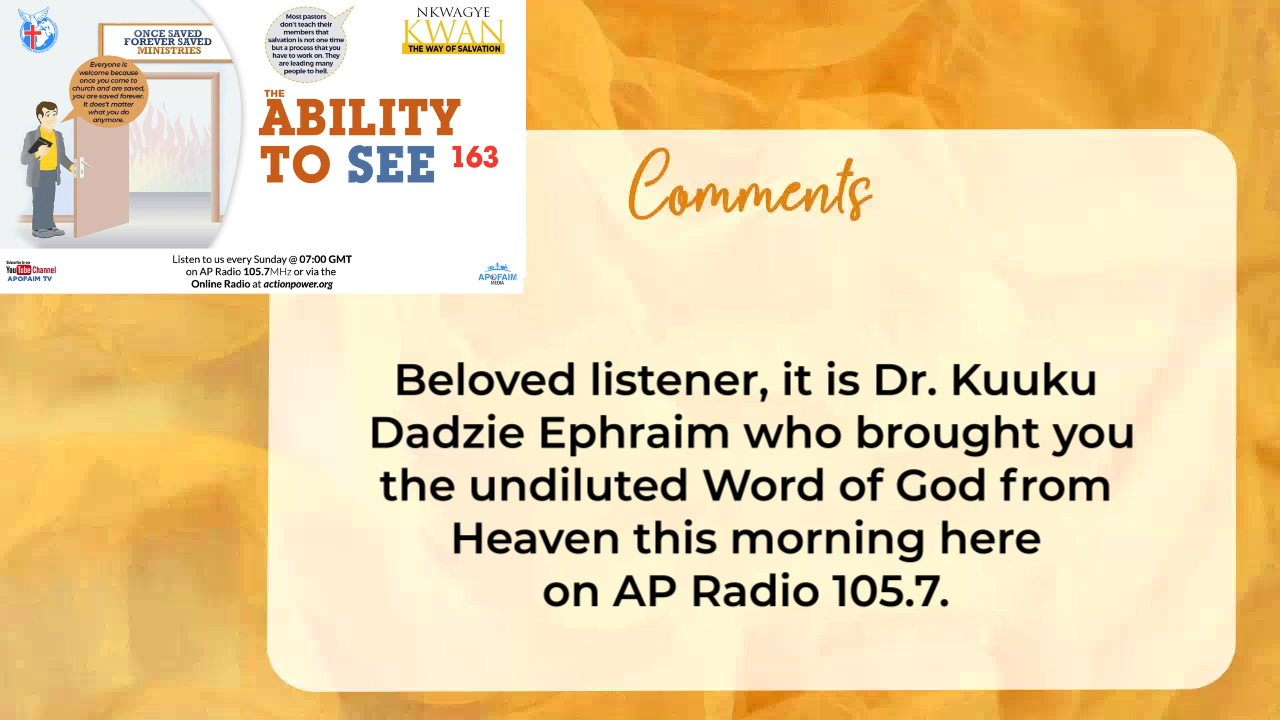 ONCE SAVED
FOREVER SAVED
MINISTRIES
Everyone is
welcome because
once you come to
church and are saved,
you are saved forever.
It does't matter
what you do
anymore.
Most pastors
don't teach their
members that
salvation is not one time
but a process that you
have to work on. They
are leading many
people to hell.
NKWAGYE
KWAN
THE WAY OF SALVATION
THE
ABILITY
TO SEE 163
Listen to us every Sunday @ 07:00 GMT
on AP Radio 105.7MHz or via the
Online Radio at actionpower.org
YouTube Channel
APOFAIM TV
APOFAIM
MEDIA
Comments
Beloved listener, it is Dr. Kuuku
Dadzie Ephraim who brought you
the undiluted Word of God from
Heaven this morning here
on AP Radio 105.7.